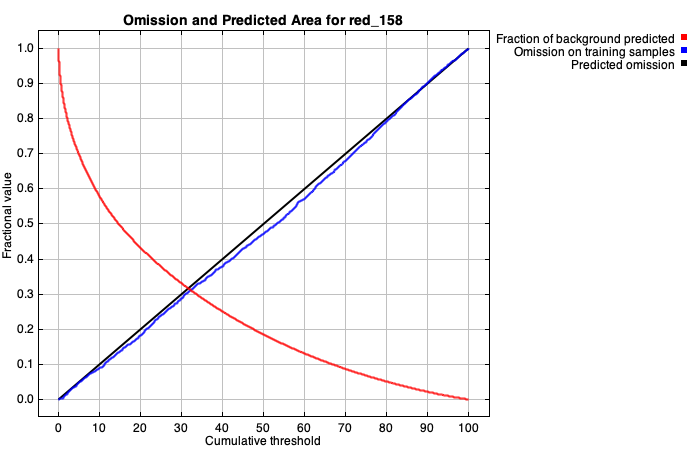 Omission and Predicted Area for red_158
Fraction of background predicted
Omission on training samples
Predicted omission
Fractional value
1.0
0.9
0.8
0.7
0.6
0.5
0.4
0.3
0.2
0.1
0.0
0 10 20 30 40 50 60 70 80 90 100
Cumulative threshold